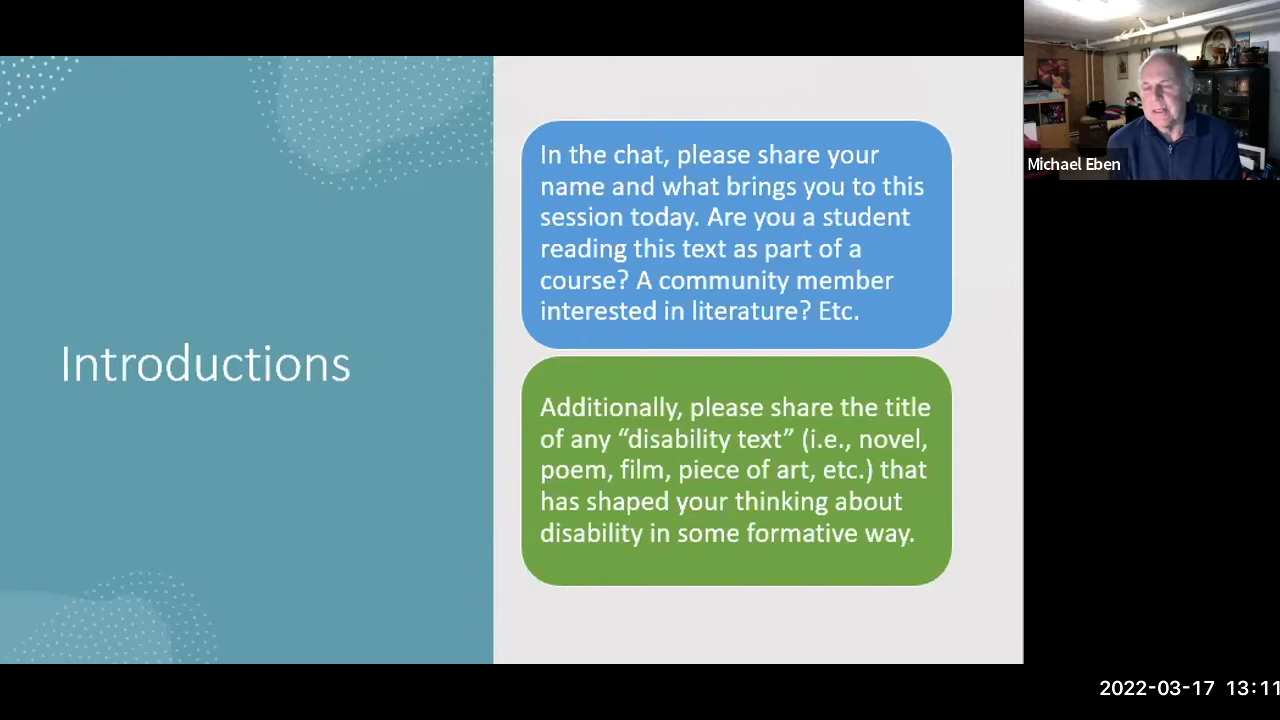 Introductions
In the chat, please share your
name and what brings you to this
session today. Are you a student
reading this text as part of a
course? A community member
interested in literature? Etc.
Additionally, please share the title
of any “disability text” (i.e., novel,
poem, film, piece of art, etc.) that
has shaped your thinking about
disability in some formative way.
Michael Eben
2022-03-17 13:11